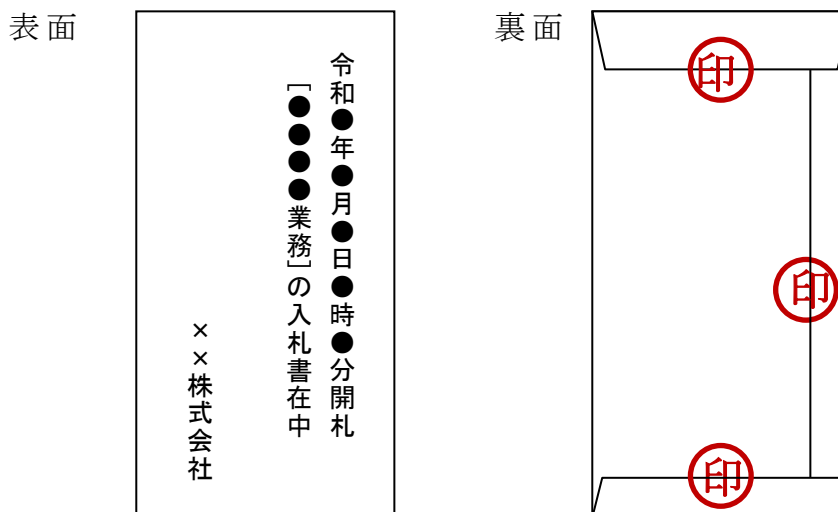 表面
令和●年●月●日●時●分開札
［●●●●業務］の入札書在中
××株式会社
裏面
印
印
印